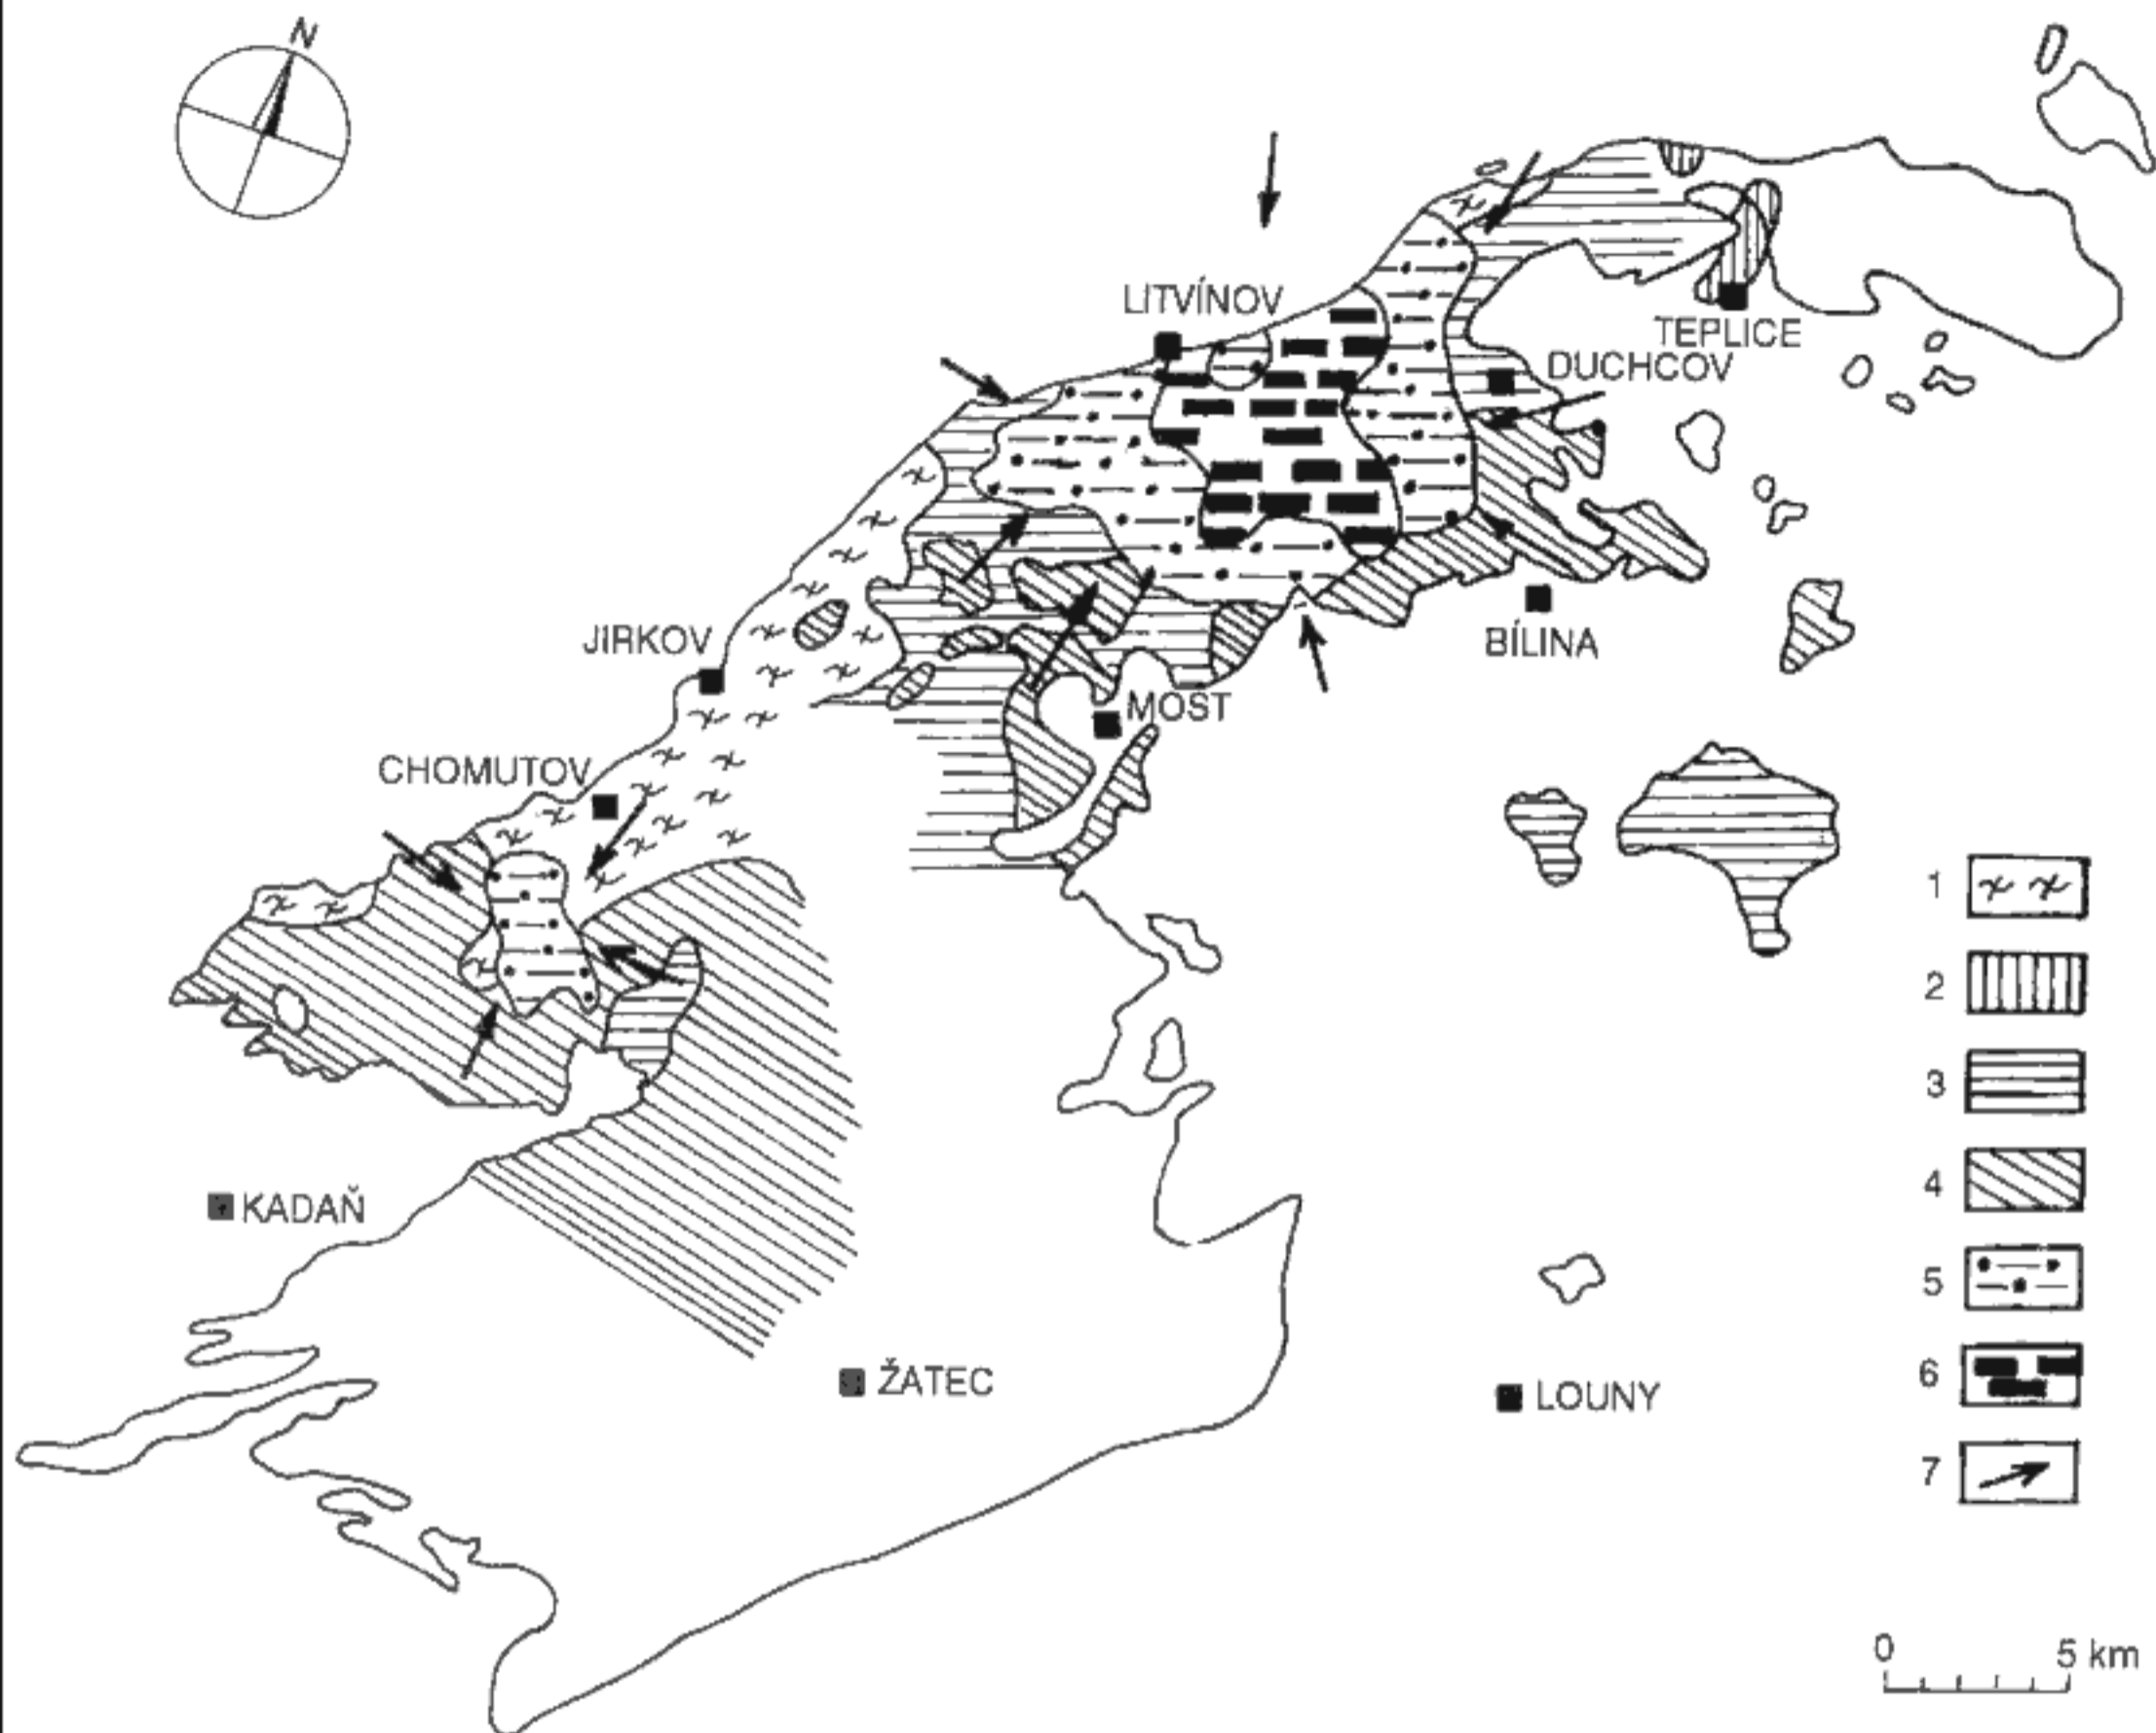 N
LITVÍNOV
TEPLICE
DUCHCOV
JIRKOV
BÍLINA
MOST
CHOMUTOV
1
2
3
4
KADAŇ
5
ŽATEC
6
LOUNY
7
0 5 km